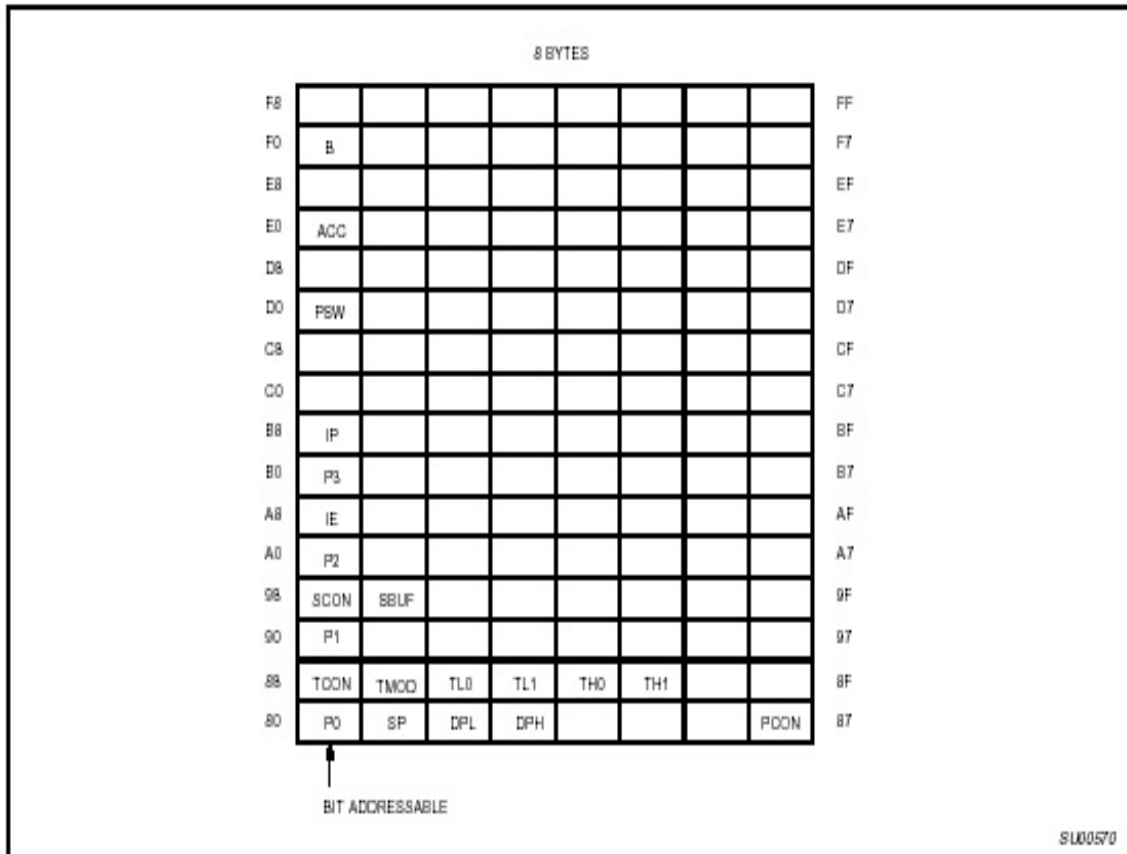 8 BYTES
F8 FF
F0 B F7
E8 EF
E0 ACC E7
D8 DF
D0 PSW D7
C8 CF
C0 C7
B8 IP BF
B0 P3 B7
A8 IE AF
A0 P2 A7
98 SCON SBUF 9F
90 P1 97
88 TCON TMOD TL0 TL1 TH0 TH1 8F
80 P0 SP DPL DPH PCON 87
BIT ADDRESSABLE
SU00570